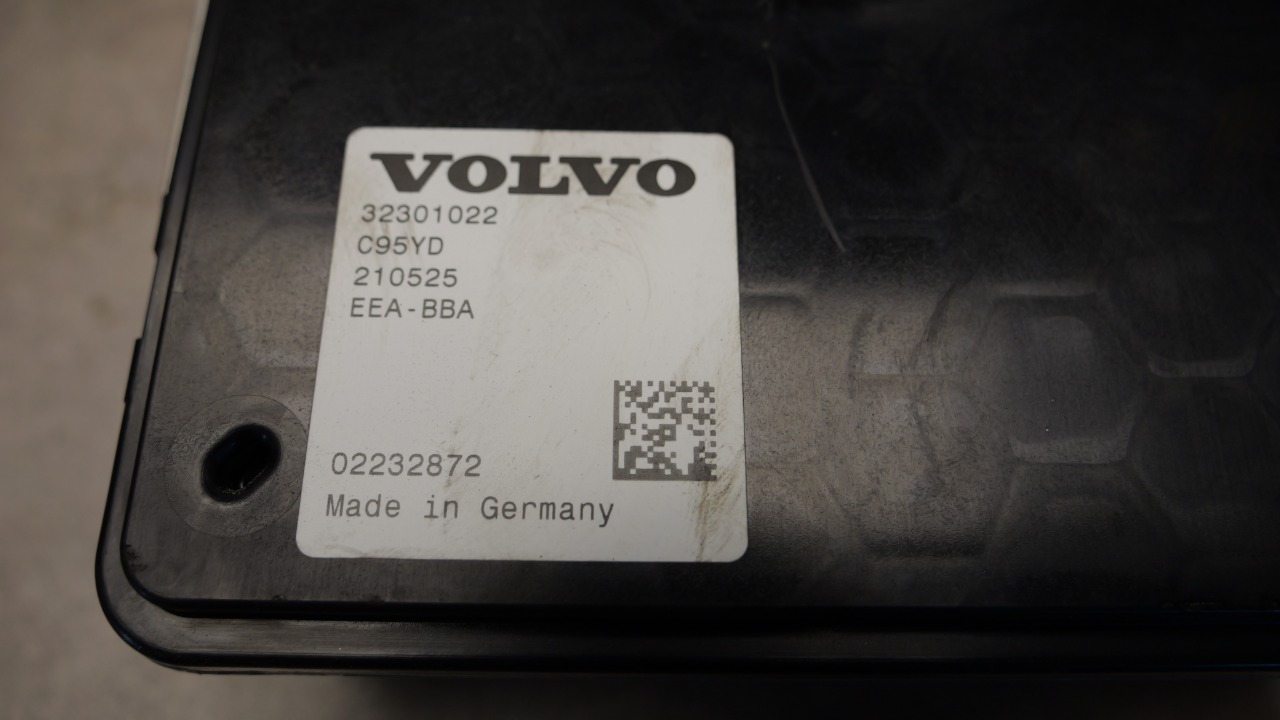 VOLVO
32301022
C95YD
210525
EEA-BBA
02232872
Made in Germany